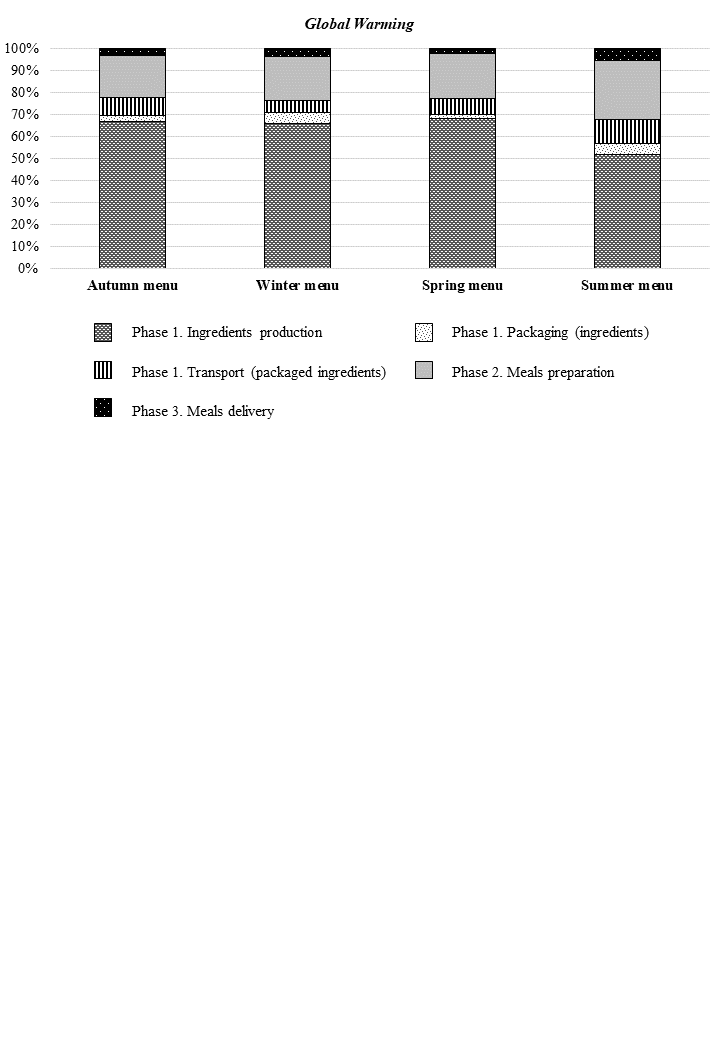 Global Warming
100%
90%
80%
70%
60%
50%
40%
30%
20%
10%
0%
Autumn menu
Winter menu
Spring menu
Summer menu
Phase 1. Ingredients production
Phase 1. Packaging (ingredients)
Phase 1. Transport (packaged ingredients)
Phase 2. Meals preparation
Phase 3. Meals delivery